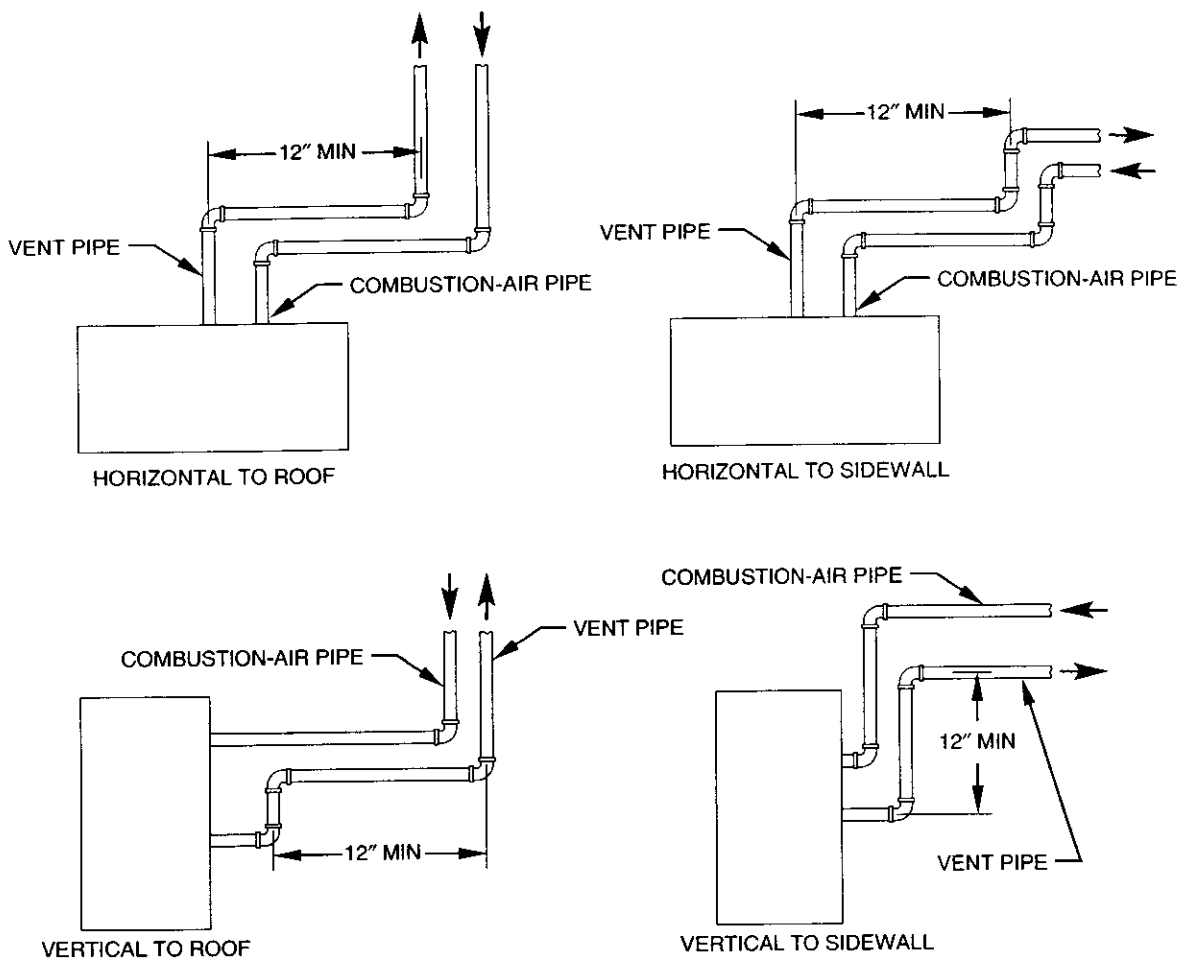 12″ MIN
VENT PIPE
COMBUSTION-AIR PIPE
HORIZONTAL TO ROOF
12″ MIN
VENT PIPE
COMBUSTION-AIR PIPE
HORIZONTAL TO SIDEWALL
COMBUSTION-AIR PIPE
VENT PIPE
12″ MIN
VERTICAL TO ROOF
COMBUSTION-AIR PIPE
12″ MIN
VENT PIPE
VERTICAL TO SIDEWALL